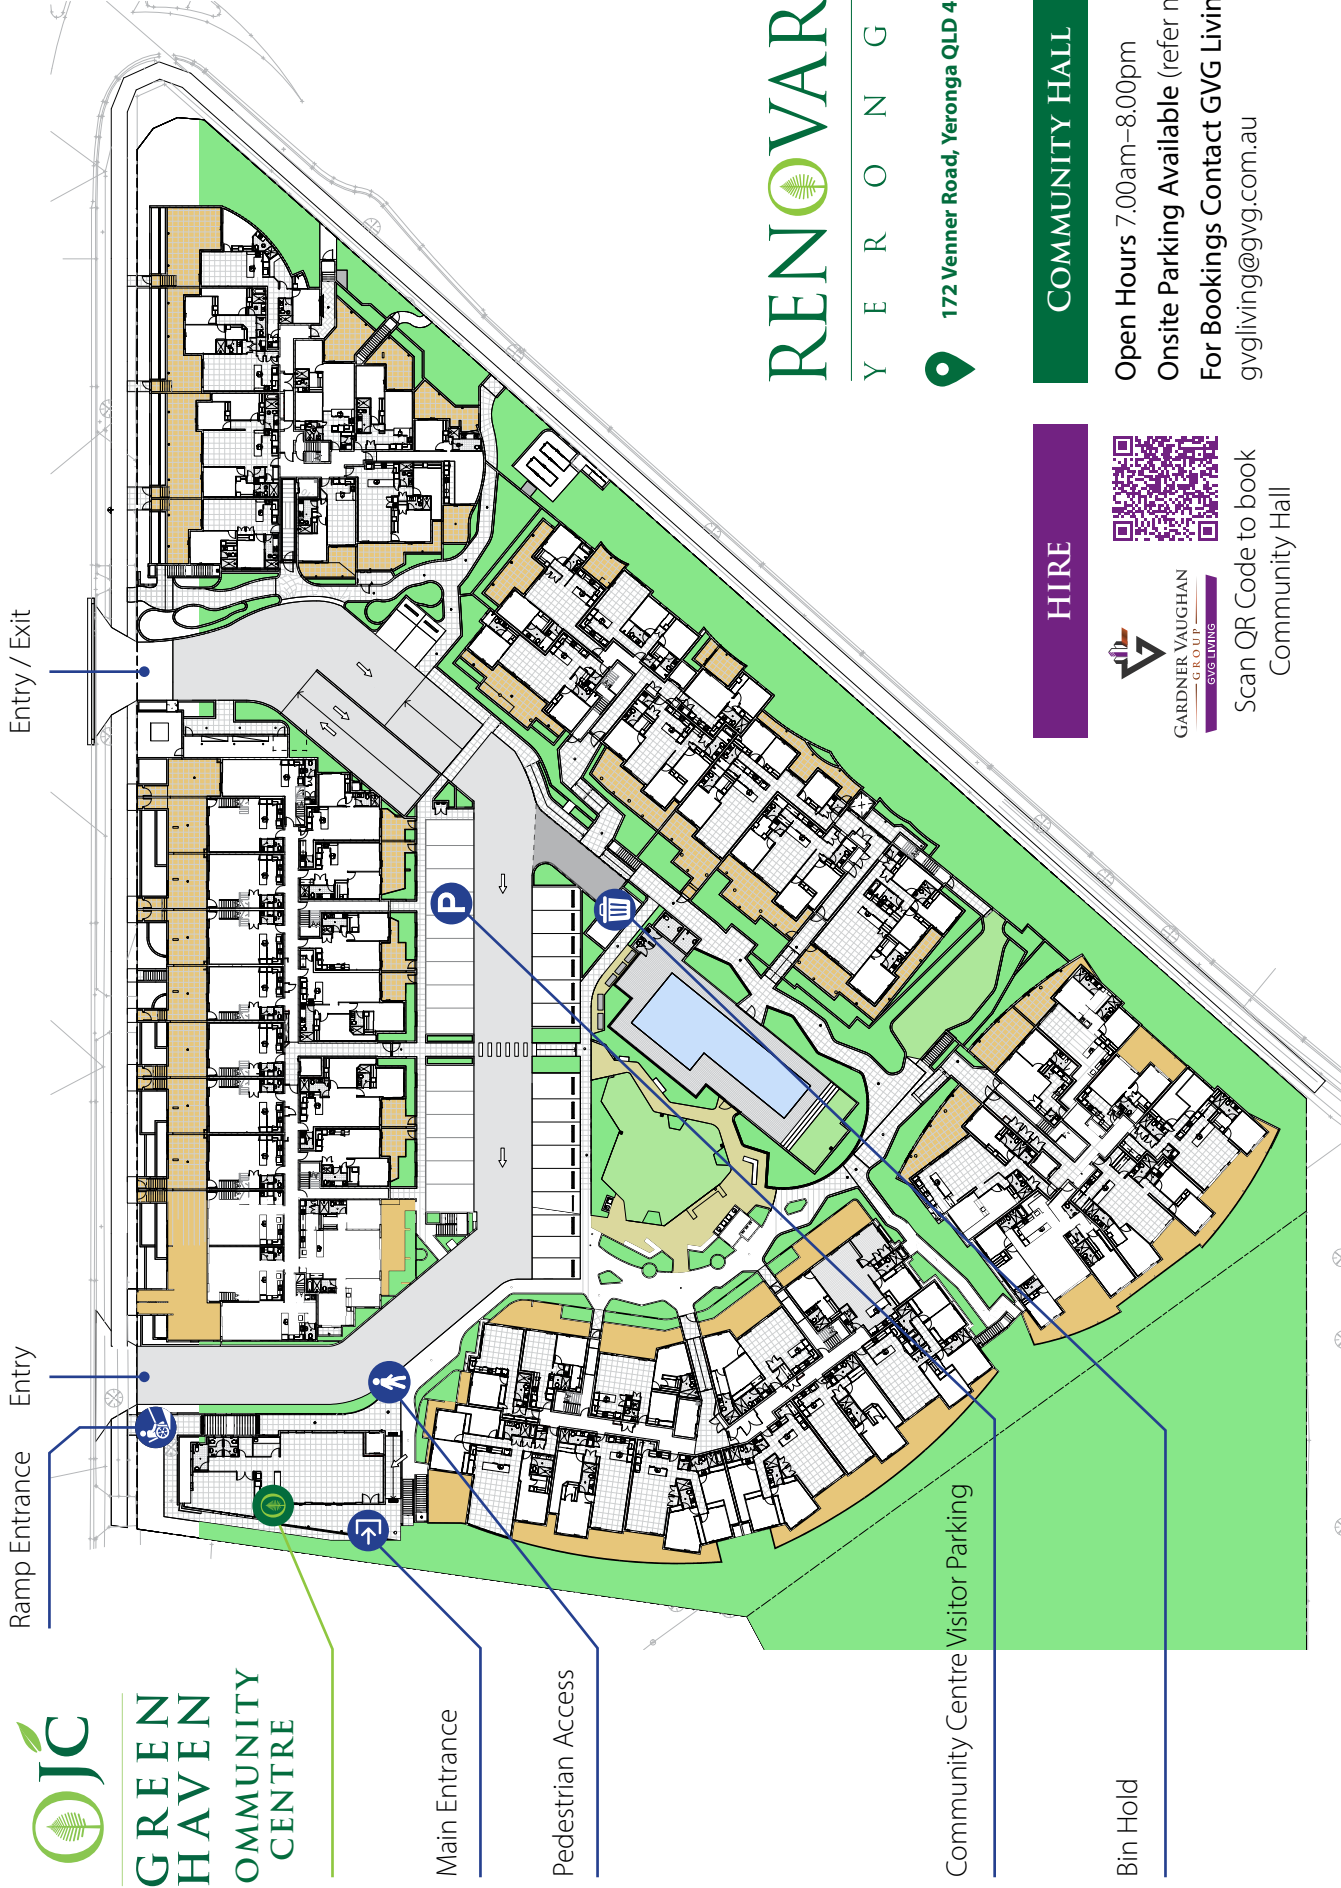 OJC
GREEN
HAVEN
OMMUNITY
CENTRE
Ramp Entrance
Entry
Entry / Exit
Main Entrance
Pedestrian Access
Community Centre Visitor Parking
Bin Hold
P
RENOVAR
YERONG
172 Venner Road, Yeronga QLD 4
HIRE
GARDNER VAUGHAN
GROUP
GVG LIVING
Scan QR Code to book
Community Hall
COMMUNITY HALL
Open Hours 7.00am–8.00pm
Onsite Parking Available (refer
For Bookings Contact GVG Livin
gvgliving@gvg.com.au